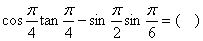 cos π/4 tan π/4 − sin π/2 sin π/6 = ( )